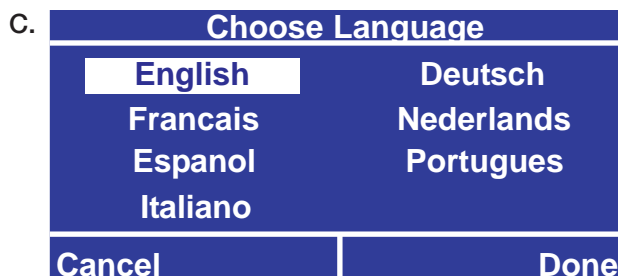 C. Choose Language
English Deutsch
Francais Nederlands
Espanol Portugues
Italiano
Cancel Done